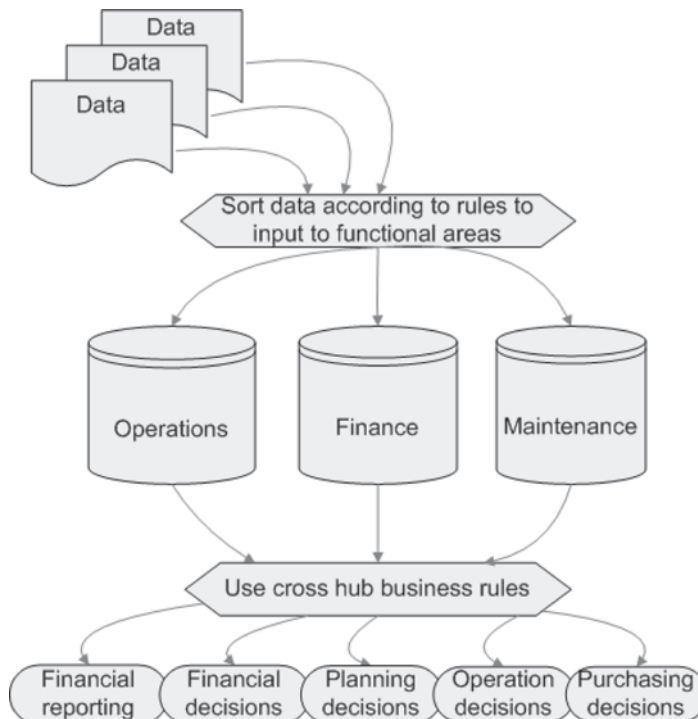 Data
Data
Data
Sort data according to rules to
input to functional areas
Operations
Finance
Maintenance
Use cross hub business rules
Financial
reporting
Financial
decisions
Planning
decisions
Operation
decisions
Purchasing
decisions